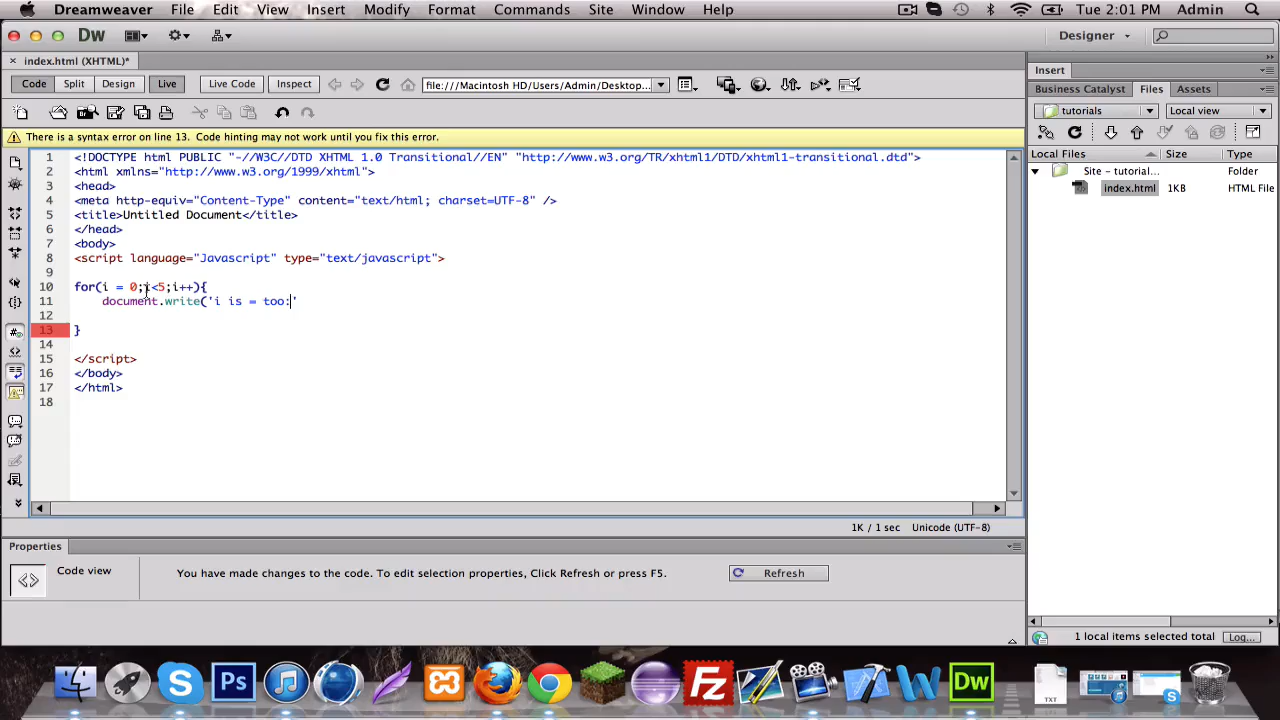 Dreamweaver File Edit View Insert Modify Format Commands Site Window Help Tue 2:01 PM Admin
Dw Designer
index.html (XHTML)*
Code Split Design Live Live Code Inspect file:///Macintosh HD/Users/Admin/Desktop...
There is a syntax error on line 13. Code hinting may not work until you fix this error.
1 <!DOCTYPE html PUBLIC "-//W3C//DTD XHTML 1.0 Transitional//EN" "http://www.w3.org/TR/xhtml1/DTD/xhtml1-transitional.dtd">
2 <html xmlns="http://www.w3.org/1999/xhtml">
3 <head>
4 <meta http-equiv="Content-Type" content="text/html; charset=UTF-8" />
5 <title>Untitled Document</title>
6 </head>
7 <body>
8 <script language="Javascript" type="text/javascript">
9
10 for(i = 0;i<5;i++){
11 document.write('i is = too:'
12
13 }
14
15 </script>
16 </body>
17 </html>
18
1K / 1 sec Unicode (UTF-8)
Properties
Code view You have made changes to the code. To edit selection properties, Click Refresh or press F5. Refresh
Insert
Business Catalyst Files Assets
tutorials Local view
Local Files Size Type
Site - tutorial... Folder
index.html 1KB HTML File
1 local items selected total Log...
Ps Fz Dw
TXT